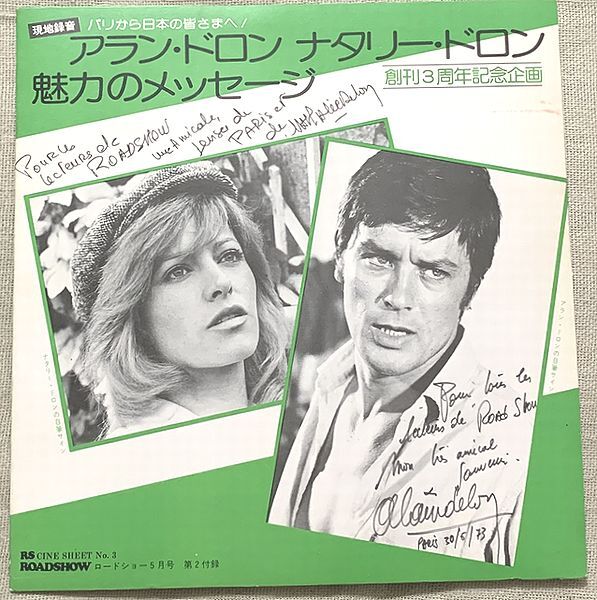 現地録音
パリから日本の皆さまへ!
アラン・ドロン ナタリー・ドロン
魅力のメッセージ
創刊3周年記念企画
Pour les
lecteurs de
ROADSHOW
une Amicale
pensée de
PARIS et
de Nathalie Delon
ナタリー・ドロンの自筆サイン
アラン・ドロンの自筆サイン
Pour tous les
lecteurs de "ROAD Show
Mon très amical
souvenir.
Alain Delon
Paris 30/5/73
RS CINE SHEET No. 3
ROADSHOW ロードショー5月号 第2付録